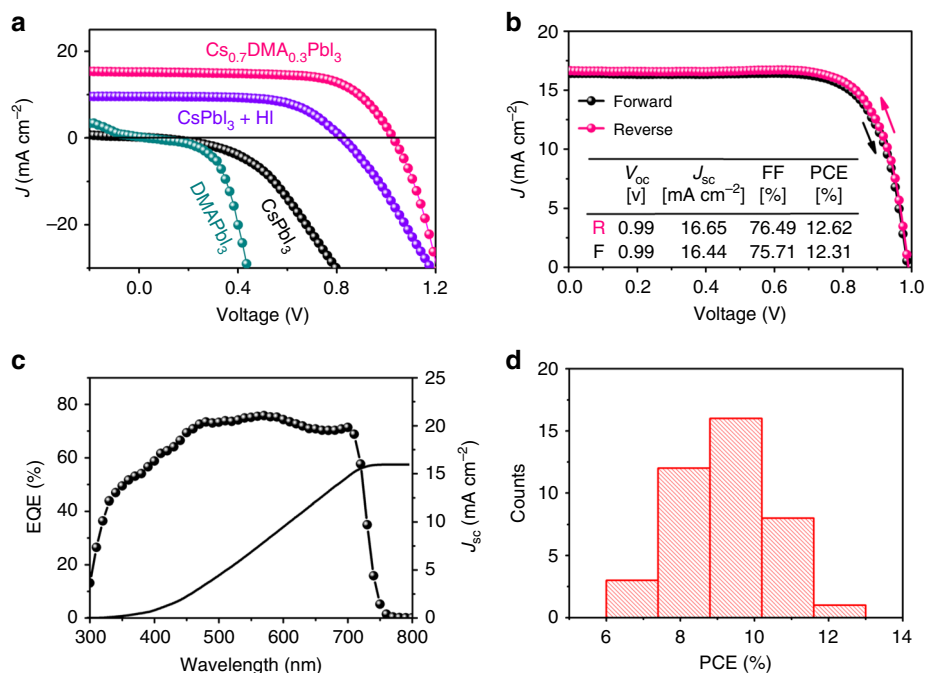 a
20
0
–20
J (mA cm⁻²)
Cs₀.₇DMA₀.₃PbI₃
CsPbI₃ + HI
DMAPbI₃
CsPbI₃
0.0 0.4 0.8 1.2
Voltage (V)
b
20
15
10
5
0
J (mA cm⁻²)
Forward
Reverse
Voc Jsc FF PCE
[v] [mA cm⁻²] [%] [%]
R 0.99 16.65 76.49 12.62
F 0.99 16.44 75.71 12.31
0.0 0.2 0.4 0.6 0.8 1.0
Voltage (V)
c
80
60
40
20
0
EQE (%)
25
20
15
10
5
0
Jsc (mA cm⁻²)
300 400 500 600 700 800
Wavelength (nm)
d
20
15
10
5
0
Counts
6 8 10 12 14
PCE (%)